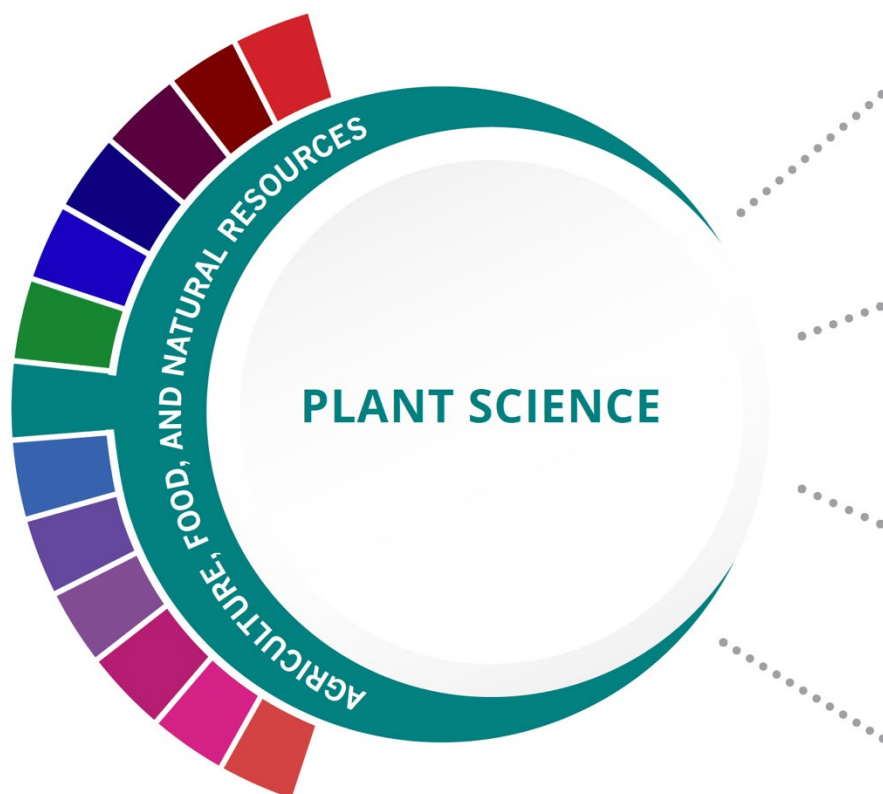 AGRICULTURE, FOOD, AND NATURAL RESOURCES
PLANT SCIENCE